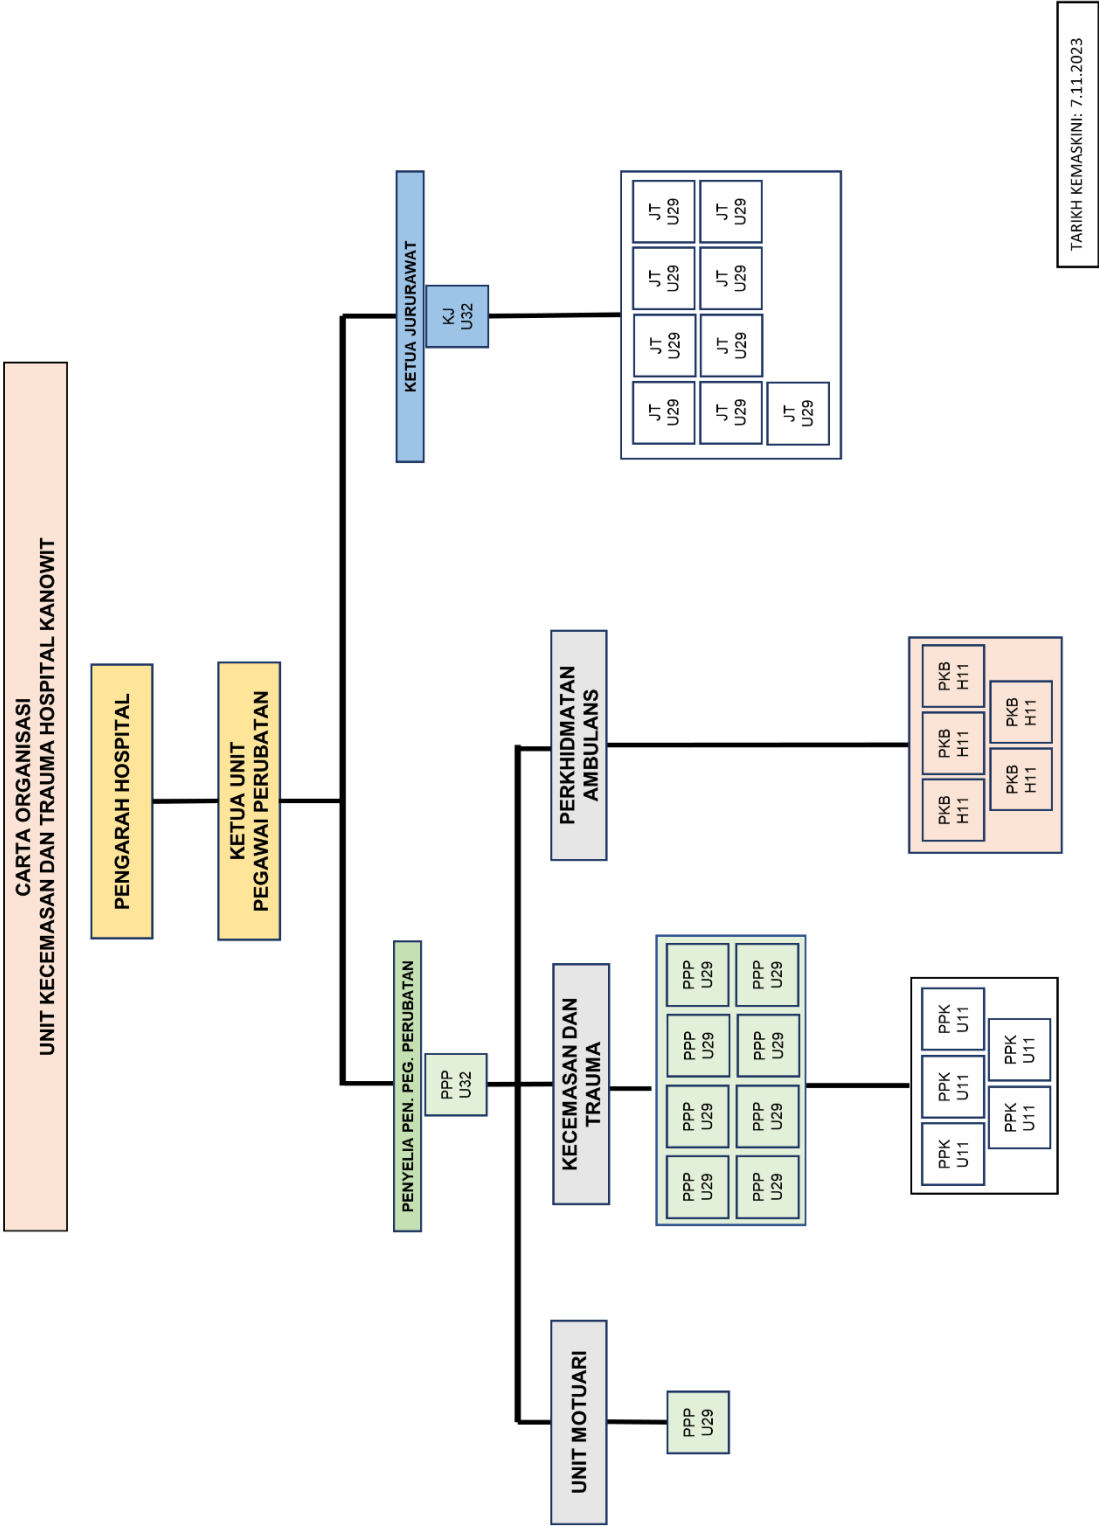 CARTA ORGANISASI
UNIT KECEMASAN DAN TRAUMA HOSPITAL KANOWIT
PENGARAH HOSPITAL
KETUA UNIT
PEGAWAI PERUBATAN
PENYELIA PEN. PEG. PERUBATAN
PPP
U32
KETUA JURURAWAT
KJ
U32
UNIT MOTUARI
KECEMASAN DAN
TRAUMA
PERKHIDMATAN
AMBULANS
PPP
U29
PPP
U29
PPP
U29
PPP
U29
PPP
U29
PPP
U29
PPP
U29
PPP
U29
PPP
U29
PPK
U11
PPK
U11
PPK
U11
PPK
U11
PPK
U11
PKB
H11
PKB
H11
PKB
H11
PKB
H11
PKB
H11
JT
U29
JT
U29
JT
U29
JT
U29
JT
U29
JT
U29
JT
U29
JT
U29
JT
U29
TARIKH KEMASKINI: 7.11.2023